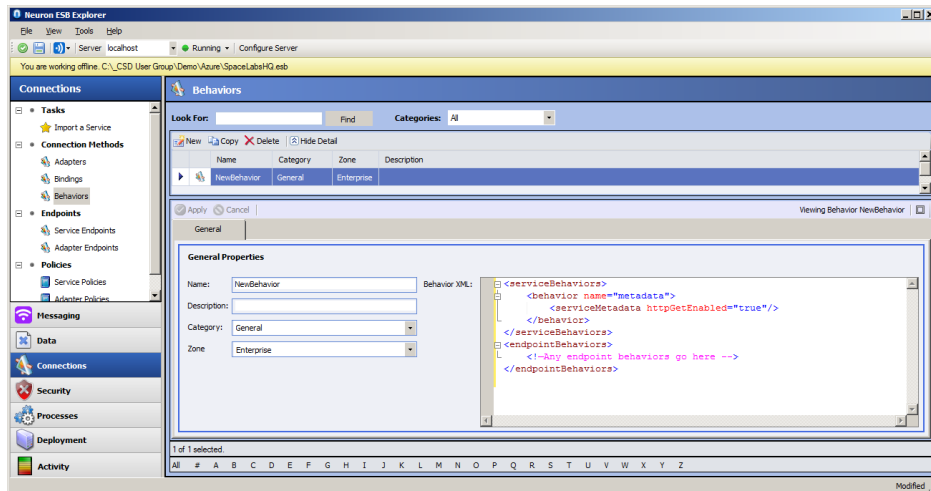 Neuron ESB Explorer
File View Tools Help
Server localhost Running Configure Server
You are working offline. C:\_CSD User Group\Demo\Azure\SpaceLabsHQ.esb
Connections
Tasks
Import a Service
Connection Methods
Adapters
Bindings
Behaviors
Endpoints
Service Endpoints
Adapter Endpoints
Policies
Service Policies
Adapter Policies
Messaging
Data
Connections
Security
Processes
Deployment
Activity
Behaviors
Look For: Find Categories: All
New Copy Delete Hide Detail
Name Category Zone Description
NewBehavior General Enterprise
Apply Cancel Viewing Behavior NewBehavior
General
General Properties
Name: NewBehavior
Description:
Category: General
Zone Enterprise
Behavior XML:
<serviceBehaviors>
<behavior name="metadata">
<serviceMetadata httpGetEnabled="true"/>
</behavior>
</serviceBehaviors>
<endpointBehaviors>
<!—Any endpoint behaviors go here -->
</endpointBehaviors>
1 of 1 selected.
All # A B C D E F G H I J K L M N O P Q R S T U V W X Y Z
Modified